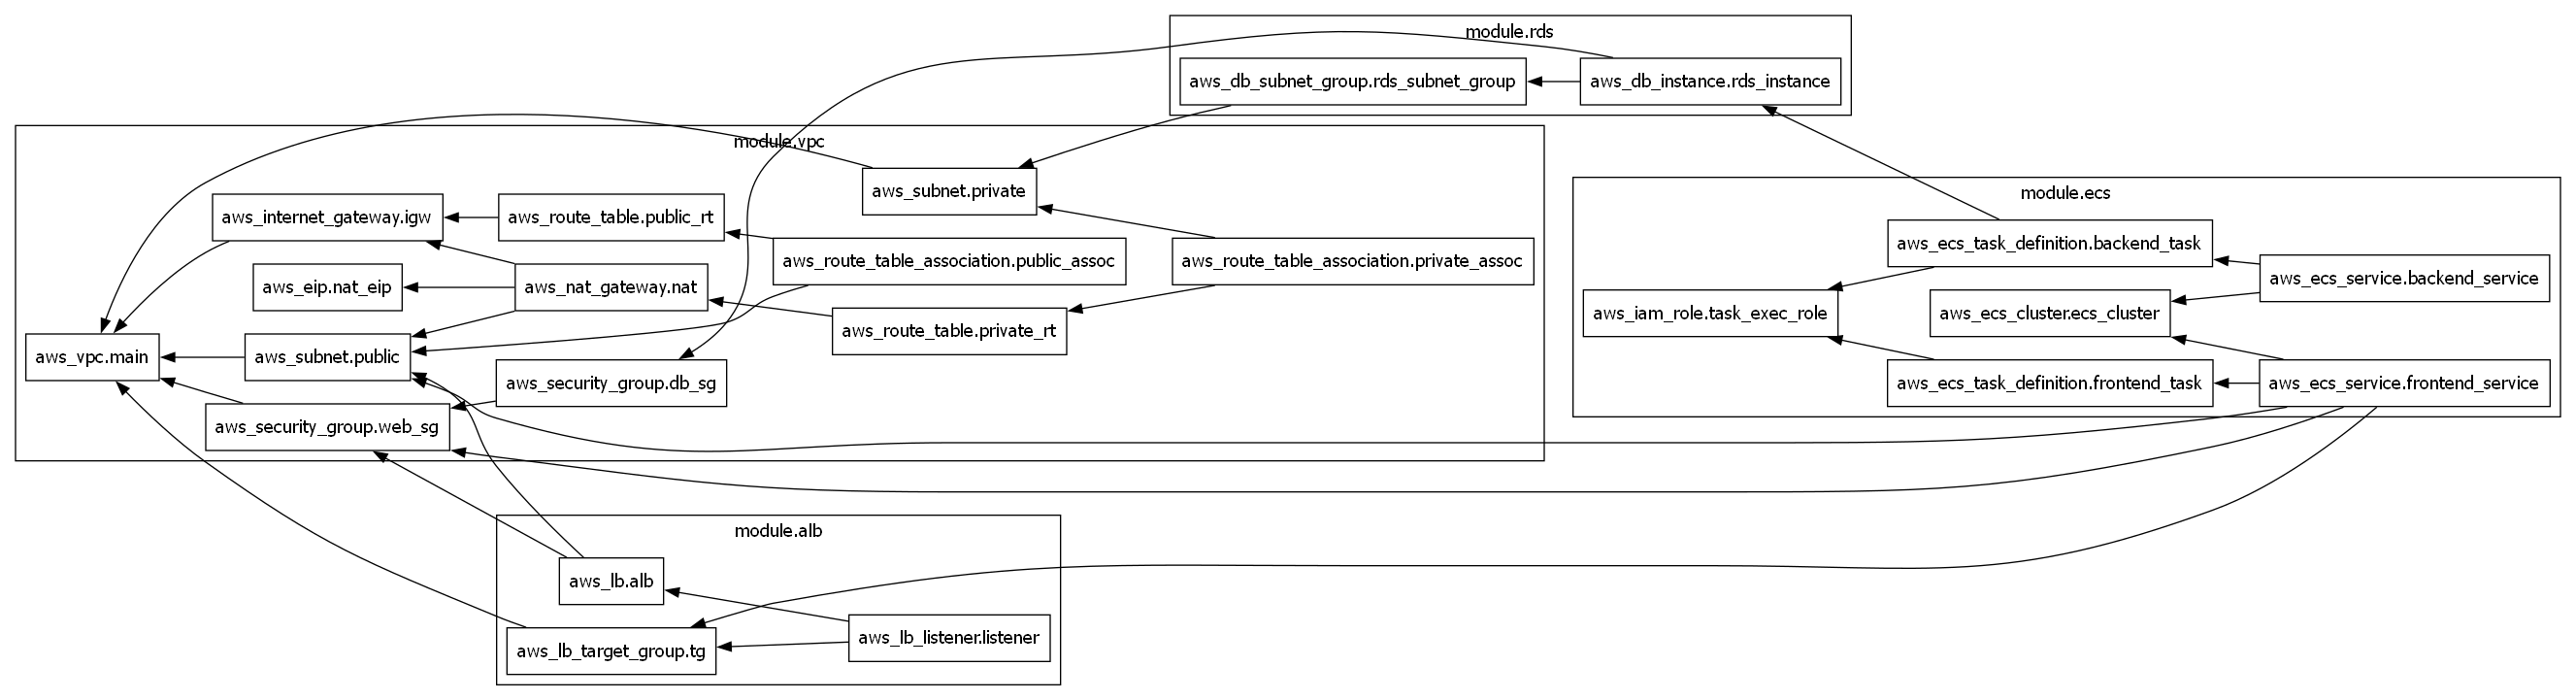 module.rds
aws_db_subnet_group.rds_subnet_group
aws_db_instance.rds_instance
module.vpc
aws_subnet.private
aws_internet_gateway.igw
aws_route_table.public_rt
aws_route_table_association.public_assoc
aws_route_table_association.private_assoc
aws_eip.nat_eip
aws_nat_gateway.nat
aws_route_table.private_rt
aws_vpc.main
aws_subnet.public
aws_security_group.db_sg
aws_security_group.web_sg
module.ecs
aws_ecs_task_definition.backend_task
aws_ecs_service.backend_service
aws_iam_role.task_exec_role
aws_ecs_cluster.ecs_cluster
aws_ecs_task_definition.frontend_task
aws_ecs_service.frontend_service
module.alb
aws_lb.alb
aws_lb_listener.listener
aws_lb_target_group.tg